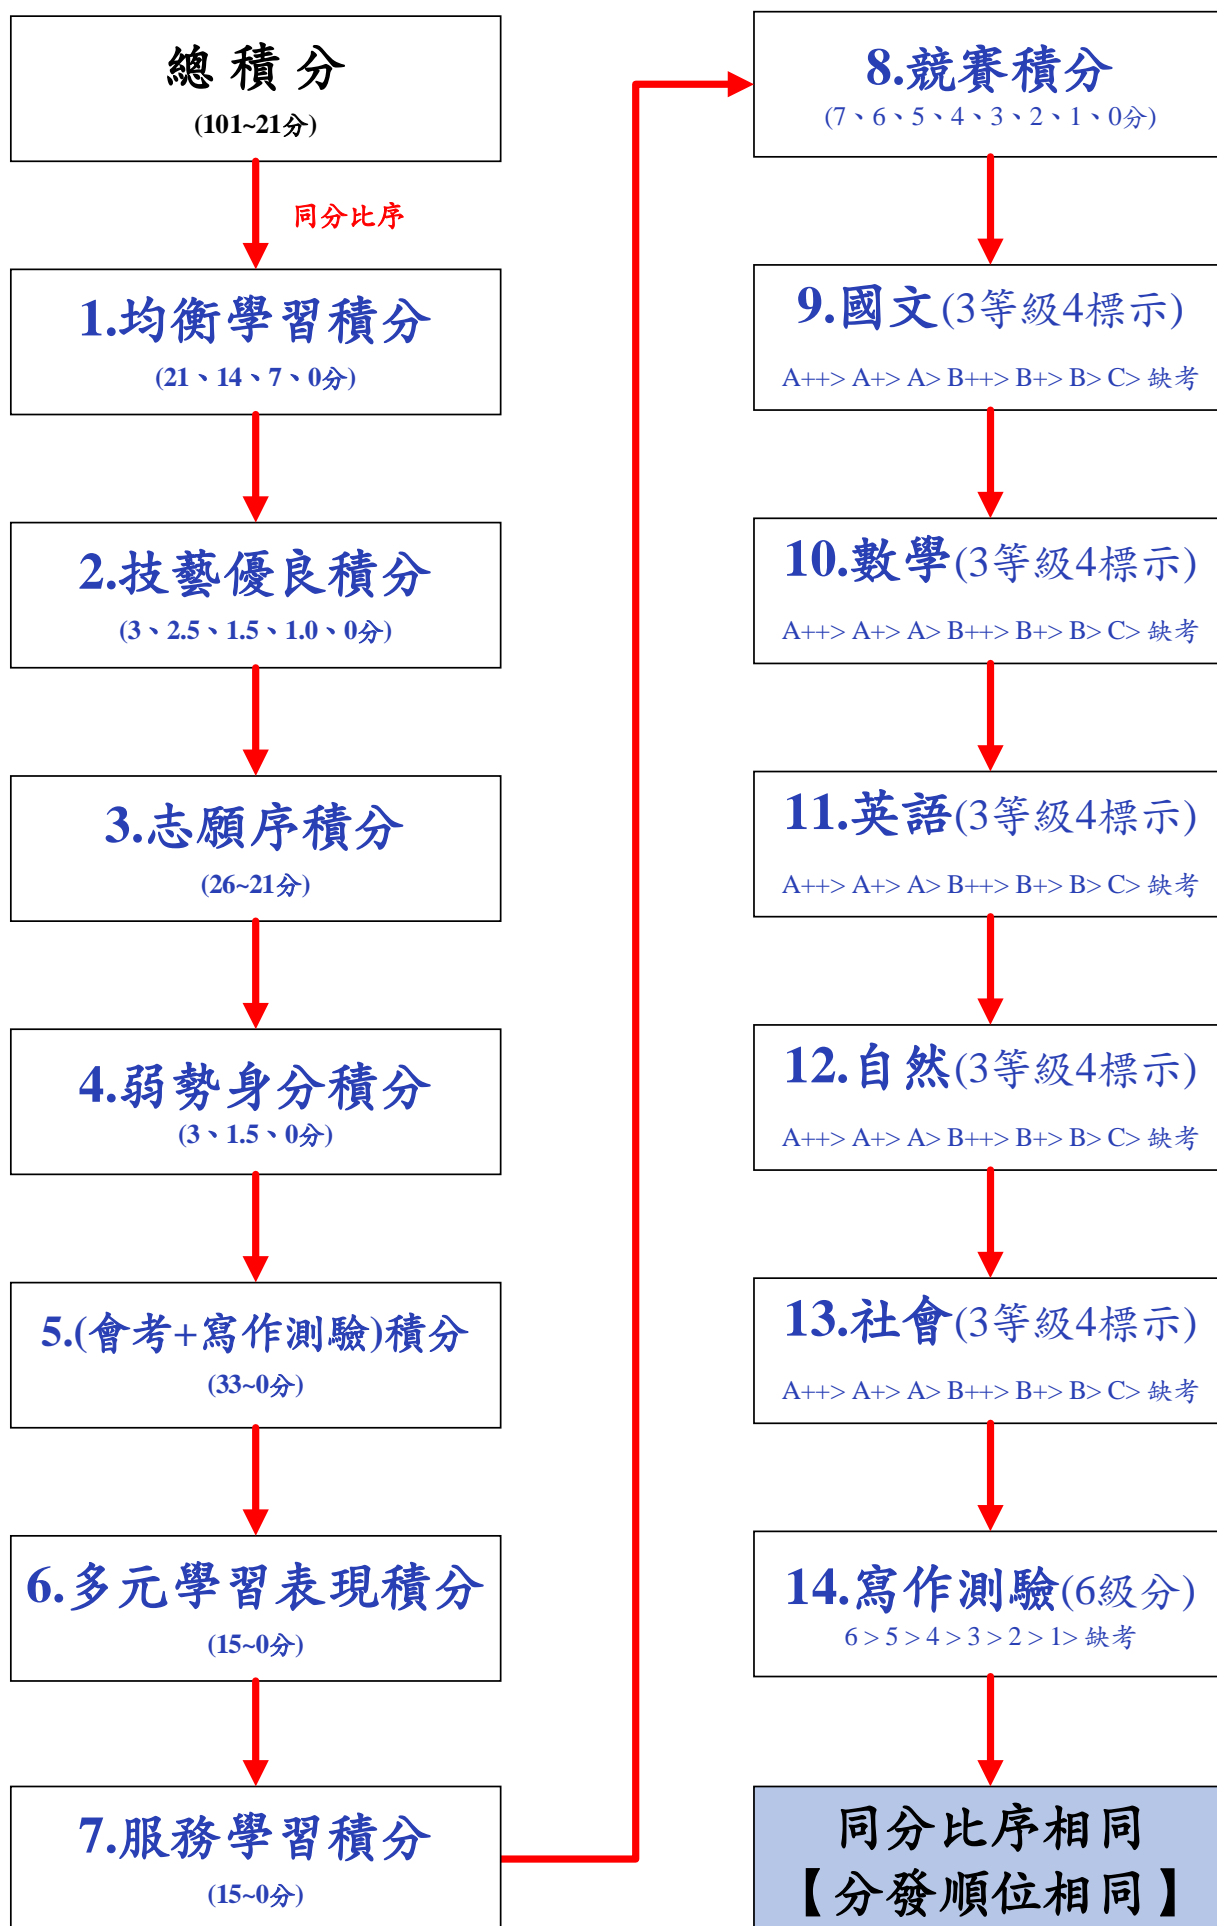 總積分
(101~21分)
同分比序
1.均衡學習積分
(21、14、7、0分)
2.技藝優良積分
(3、2.5、1.5、1.0、0分)
3.志願序積分
(26~21分)
4.弱勢身分積分
(3、1.5、0分)
5.(會考+寫作測驗)積分
(33~0分)
6.多元學習表現積分
(15~0分)
7.服務學習積分
(15~0分)
8.競賽積分
(7、6、5、4、3、2、1、0分)
9.國文(3等級4標示)
A++> A+> A> B++> B+> B> C> 缺考
10.數學(3等級4標示)
A++> A+> A> B++> B+> B> C> 缺考
11.英語(3等級4標示)
A++> A+> A> B++> B+> B> C> 缺考
12.自然(3等級4標示)
A++> A+> A> B++> B+> B> C> 缺考
13.社會(3等級4標示)
A++> A+> A> B++> B+> B> C> 缺考
14.寫作測驗(6級分)
6 > 5 > 4 > 3 > 2 > 1> 缺考
同分比序相同
【分發順位相同】